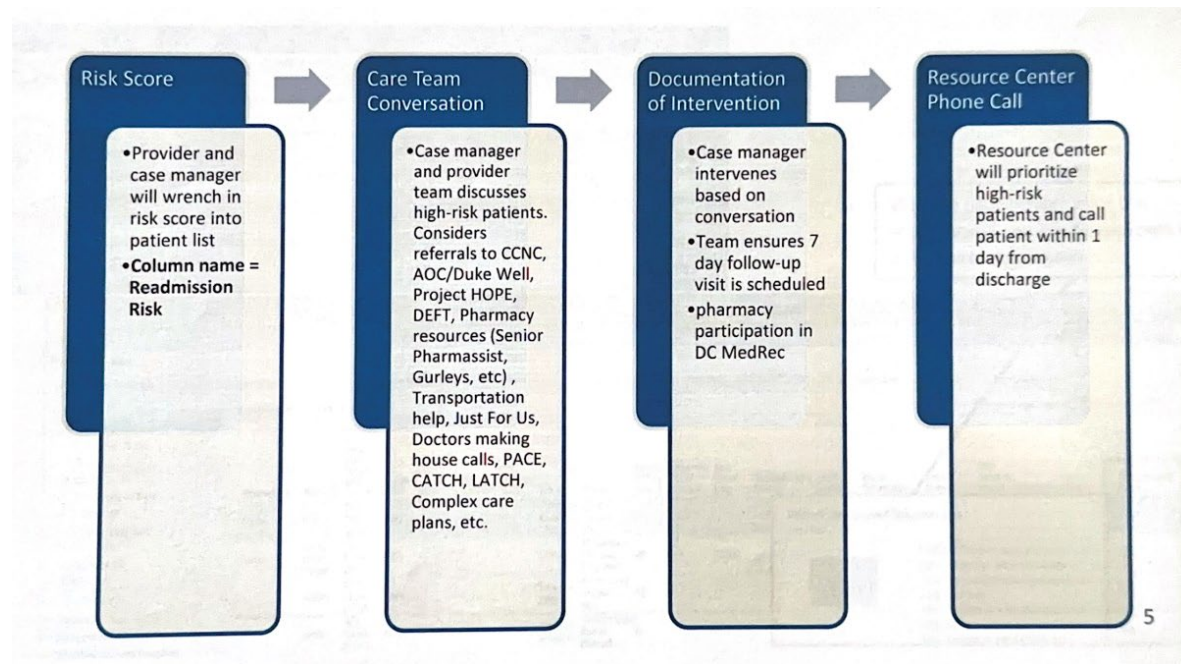 Risk Score
•Provider and
case manager
will wrench in
risk score into
patient list
•Column name =
Readmission
Risk
Care Team
Conversation
•Case manager
and provider
team discusses
high-risk patients.
Considers
referrals to CCNC,
AOC/Duke Well,
Project HOPE,
DEFT, Pharmacy
resources (Senior
Pharmassist,
Gurleys, etc) ,
Transportation
help, Just For Us,
Doctors making
house calls, PACE,
CATCH, LATCH,
Complex care
plans, etc.
Documentation
of Intervention
•Case manager
intervenes
based on
conversation
•Team ensures 7
day follow-up
visit is scheduled
•pharmacy
participation in
DC MedRec
Resource Center
Phone Call
•Resource Center
will prioritize
high-risk
patients and call
patient within 1
day from
discharge
5